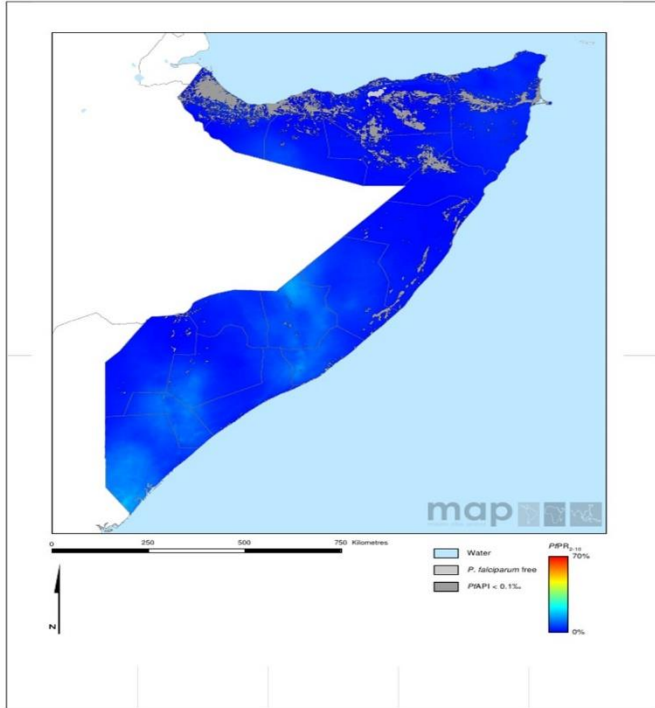 map
0 250 500 750 Kilometres
Water
P. falciparum free
PfAPI < 0.1‰
PfPR2-10
70%
0%
N